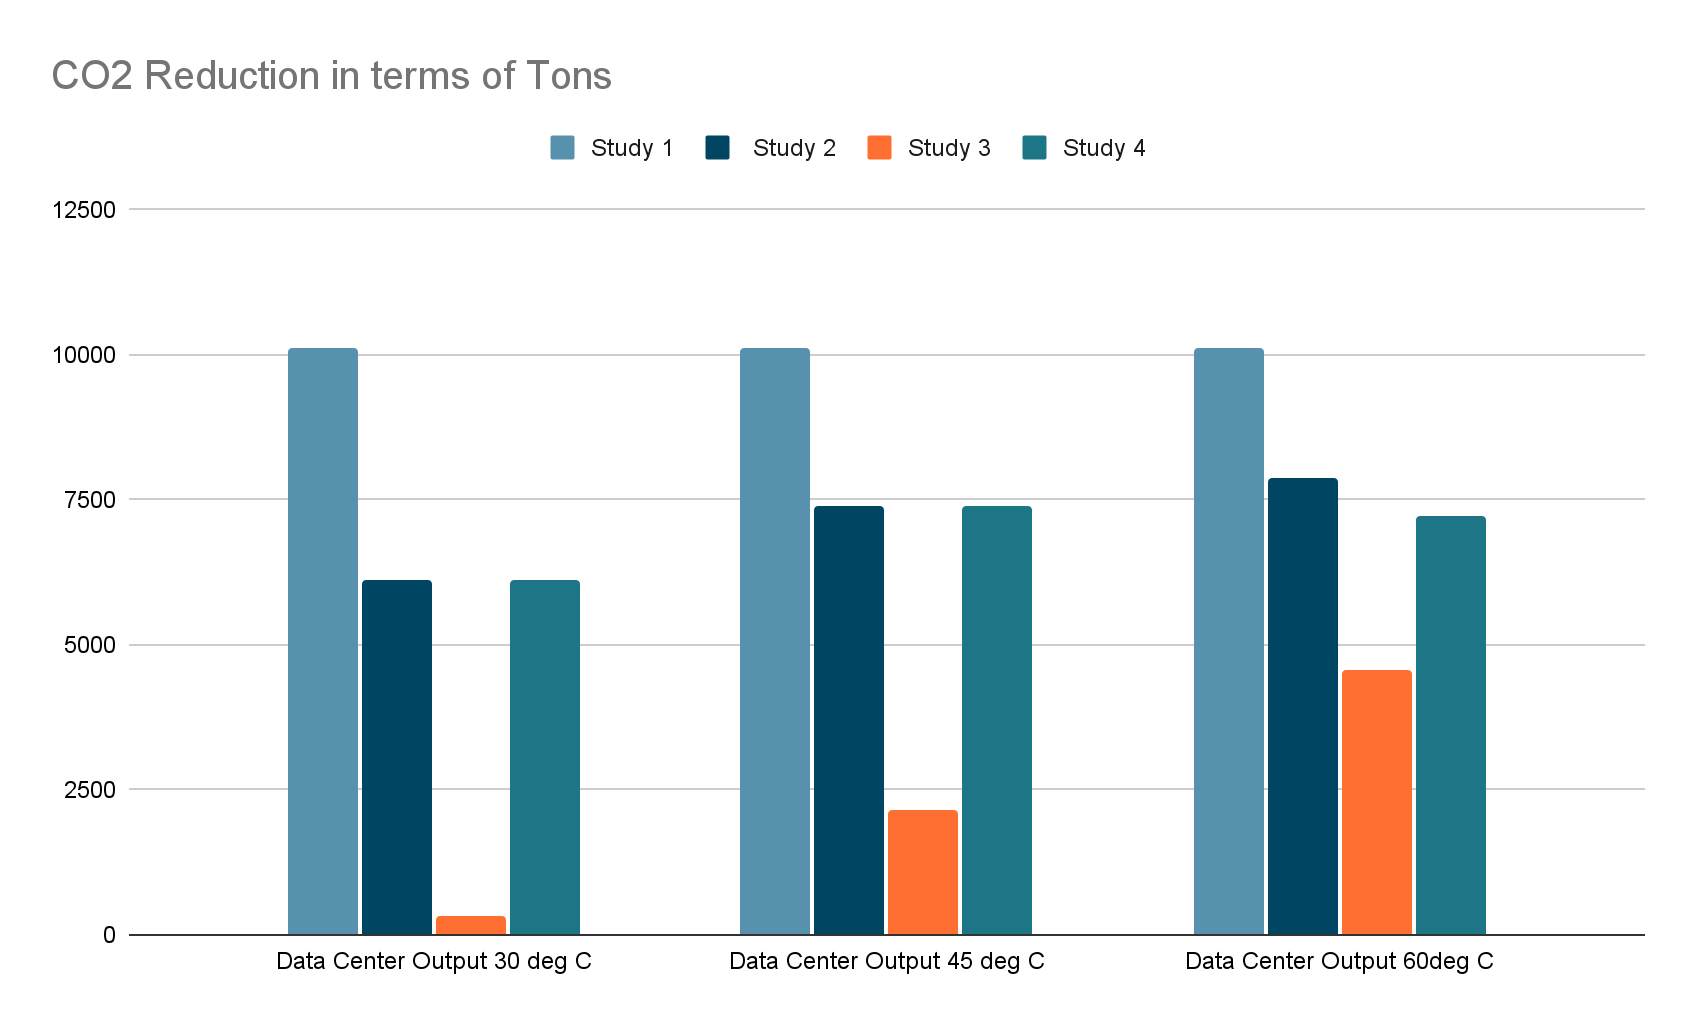 CO2 Reduction in terms of Tons
Study 1 Study 2 Study 3 Study 4
12500
10000
7500
5000
2500
0
Data Center Output 30 deg C Data Center Output 45 deg C Data Center Output 60deg C